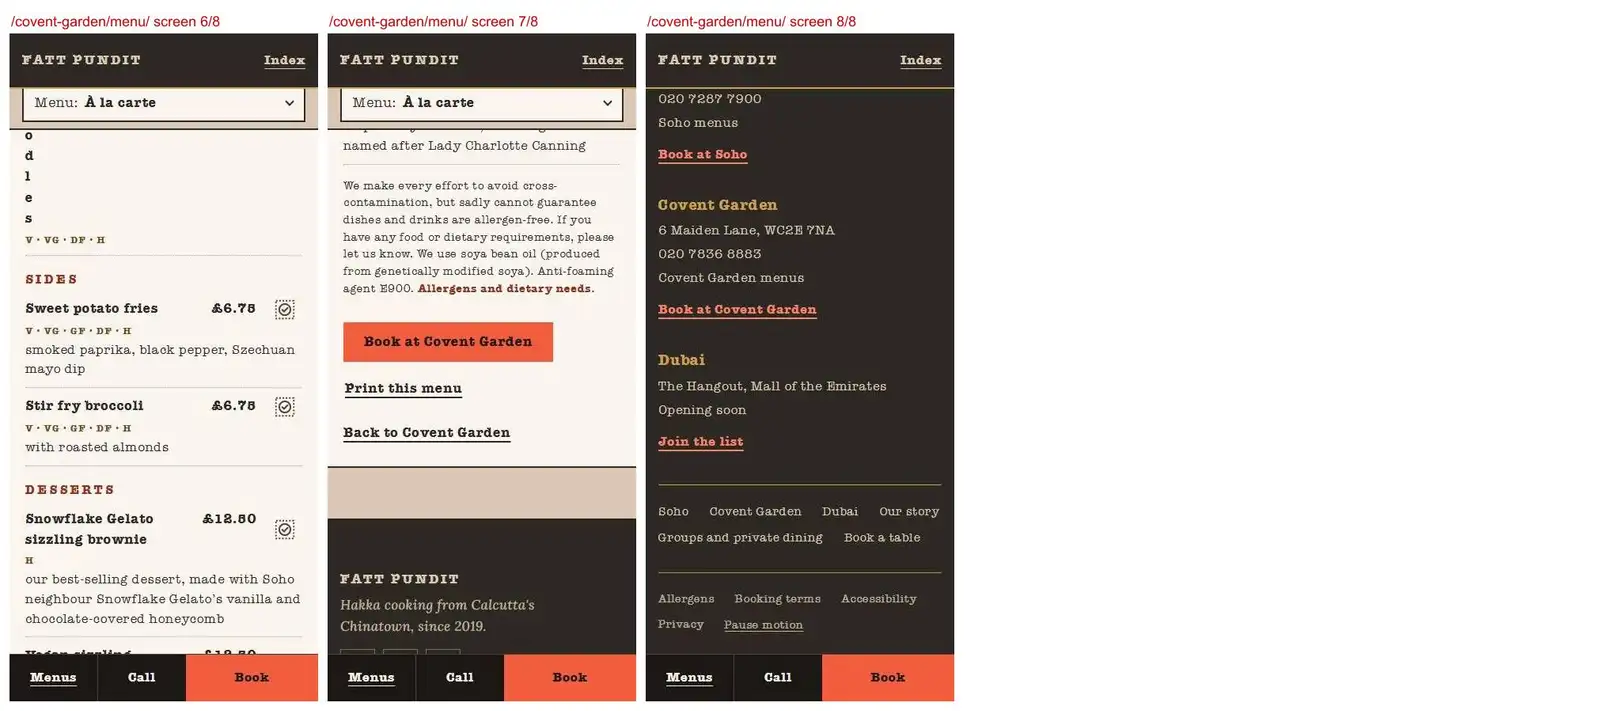 /covent-garden/menu/ screen 6/8
FATT PUNDIT
Index
Menu: À la carte
o
d
l
e
s
V · VG · DF · H
SIDES
Sweet potato fries £6.75
V · VG · GF · DF · H
smoked paprika, black pepper, Szechuan
mayo dip
Stir fry broccoli £6.75
V · VG · GF · DF · H
with roasted almonds
DESSERTS
Snowflake Gelato £12.50
sizzling brownie
H
our best-selling dessert, made with Soho
neighbour Snowflake Gelato's vanilla and
chocolate-covered honeycomb
Menus
Call
Book
/covent-garden/menu/ screen 7/8
FATT PUNDIT
Index
Menu: À la carte
named after Lady Charlotte Canning
We make every effort to avoid cross-
contamination, but sadly cannot guarantee
dishes and drinks are allergen-free. If you
have any food or dietary requirements, please
let us know. We use soya bean oil (produced
from genetically modified soya). Anti-foaming
agent E900. Allergens and dietary needs.
Book at Covent Garden
Print this menu
Back to Covent Garden
FATT PUNDIT
Hakka cooking from Calcutta's
Chinatown, since 2019.
Menus
Call
Book
/covent-garden/menu/ screen 8/8
FATT PUNDIT
Index
020 7287 7900
Soho menus
Book at Soho
Covent Garden
6 Maiden Lane, WC2E 7NA
020 7836 8883
Covent Garden menus
Book at Covent Garden
Dubai
The Hangout, Mall of the Emirates
Opening soon
Join the list
Soho Covent Garden Dubai Our story
Groups and private dining Book a table
Allergens Booking terms Accessibility
Privacy Pause motion
Menus
Call
Book